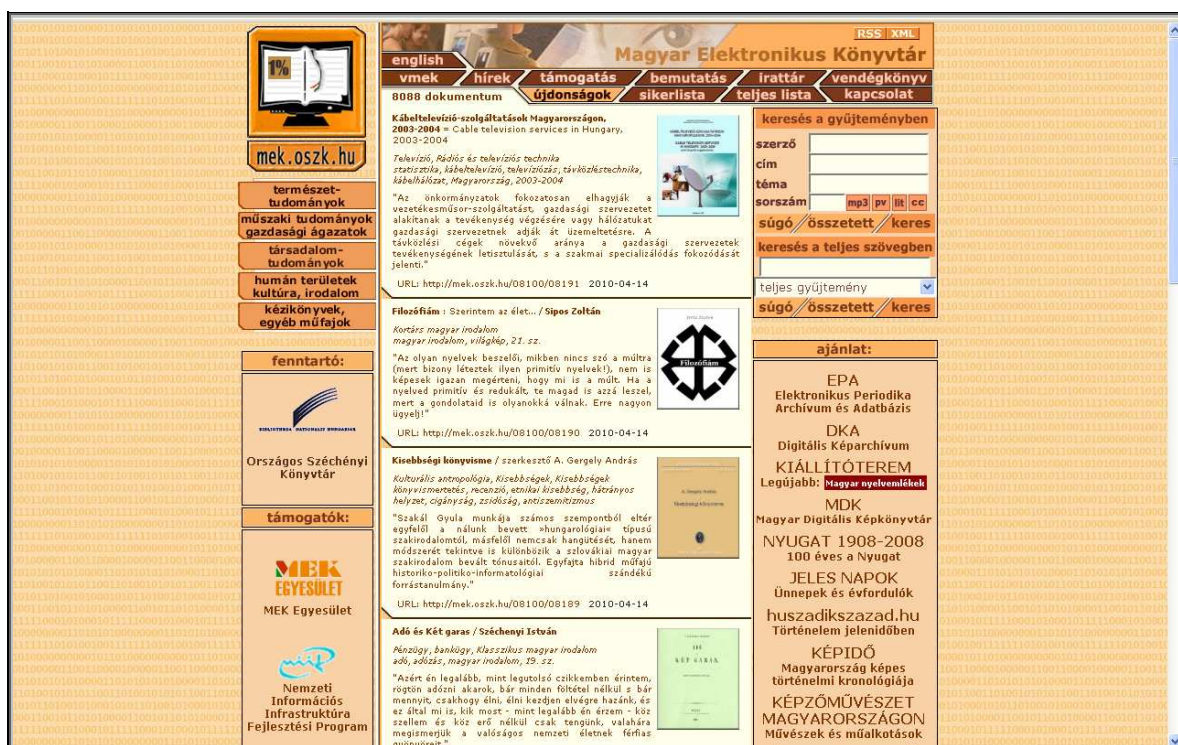 RSS XML
Magyar Elektronikus Könyvtár
english
vmek hírek támogatás bemutatás irattár vendégkönyv
8088 dokumentum újdonságok sikerlista teljes lista kapcsolat
1%
mek.oszk.hu
természet-
tudományok
műszaki tudományok
gazdasági ágazatok
társadalom-
tudományok
humán területek
kultúra, irodalom
kézikönyvek,
egyéb műfajok
fenntartó:
BIBLIOTHECA NATIONALIS HUNGARIAE
Országos Széchényi
Könyvtár
támogatók:
MEK
EGYESÜLET
MEK Egyesület
Nemzeti
Információs
Infrastruktúra
Fejlesztési Program
Kábeltelevízió-szolgáltatások Magyarországon,
2003-2004 = Cable television services in Hungary,
2003-2004
Televízió, Rádiós és televíziós technika
statisztika, kábeltelevízió, televíziózás, távközléstechnika,
kábelhálózat, Magyarország, 2003-2004
"Az önkormányzatok fokozatosan elhagyják a
vezetékesműsor-szolgáltatást, gazdasági szervezetet
alakítanak a tevékenység végzésére vagy hálózatukat
gazdasági szervezetnek adják át üzemeltetésre. A
távközlési cégek növekvő aránya a gazdasági szervezetek
tevékenységének letisztulását, s a szakmai specializálódás fokozódását
jelenti."
URL: http://mek.oszk.hu/08100/08191 2010-04-14
Filozófiám : Szerintem az élet... / Sipos Zoltán
Kortárs magyar irodalom
magyar irodalom, világkép, 21. sz.
"Az olyan nyelvek beszélői, mikben nincs szó a múltra
(mert bizony léteztek ilyen primitív nyelvek!), nem is
képesek igazan megérteni, hogy mi is a múlt. Ha a
nyelved primitív és redukált, te magad is azzá leszel,
mert a gondolataid is olyanokká válnak. Erre nagyon
ügyelj!"
Filozófiám
URL: http://mek.oszk.hu/08100/08190 2010-04-14
Kisebbségi könyvisme / szerkesztő A. Gergely András
Kulturális antropológia, Kisebbségek, Kisebbségek
könyvismertetés, recenzió, etnikai kisebbség, hátrányos
helyzet, cigányság, zsidóság, antiszemitizmus
"Szakál Gyula munkája számos szempontból eltér
egyfelől a nálunk bevett »hungarológiai« típusú
szakirodalomtól, másfelől nemcsak hangütését, hanem
módszerét tekintve is különbözik a szlovákiai magyar
szakirodalom bevált tónusaitól. Egyfajta hibrid műfajú
historiko-politiko-informatológiai szándékú
forrástanulmány."
URL: http://mek.oszk.hu/08100/08189 2010-04-14
Adó és Két garas / Széchenyi István
Pénzügy, bankügy, Klasszikus magyar irodalom
adó, adózás, magyar irodalom, 19. sz.
"Azért én legalább, mint legutolsó czikkemben érintem,
rögtön adózni akarok, bár minden föltétel nélkül s bár
mennyit, csakhogy élni, élni kezdjen elvégre hazánk, és
ez által mi is, kik most - mint legalább én érzem - köz
szellem és köz erő nélkül csak tengünk, valahára
megismerjük a valóságos nemzeti életnek férfias
gyönyöreit."
KÉT GARAS
keresés a gyűjteményben
szerző
cím
téma
sorszám mp3 pv lit cc
súgó összetett keres
keresés a teljes szövegben
teljes gyűjtemény
súgó összetett keres
ajánlat:
EPA
Elektronikus Periodika
Archívum és Adatbázis
DKA
Digitális Képarchívum
KIÁLLÍTÓTEREM
Legújabb: Magyar nyelvemlékek
MDK
Magyar Digitális Képkönyvtár
NYUGAT 1908-2008
100 éves a Nyugat
JELES NAPOK
Ünnepek és évfordulók
huszadikszazad.hu
Történelem jelenidőben
KÉPIDŐ
Magyarország képes
történelmi kronológiája
KÉPZŐMŰVÉSZET
MAGYARORSZÁGON
Művészek és műalkotások